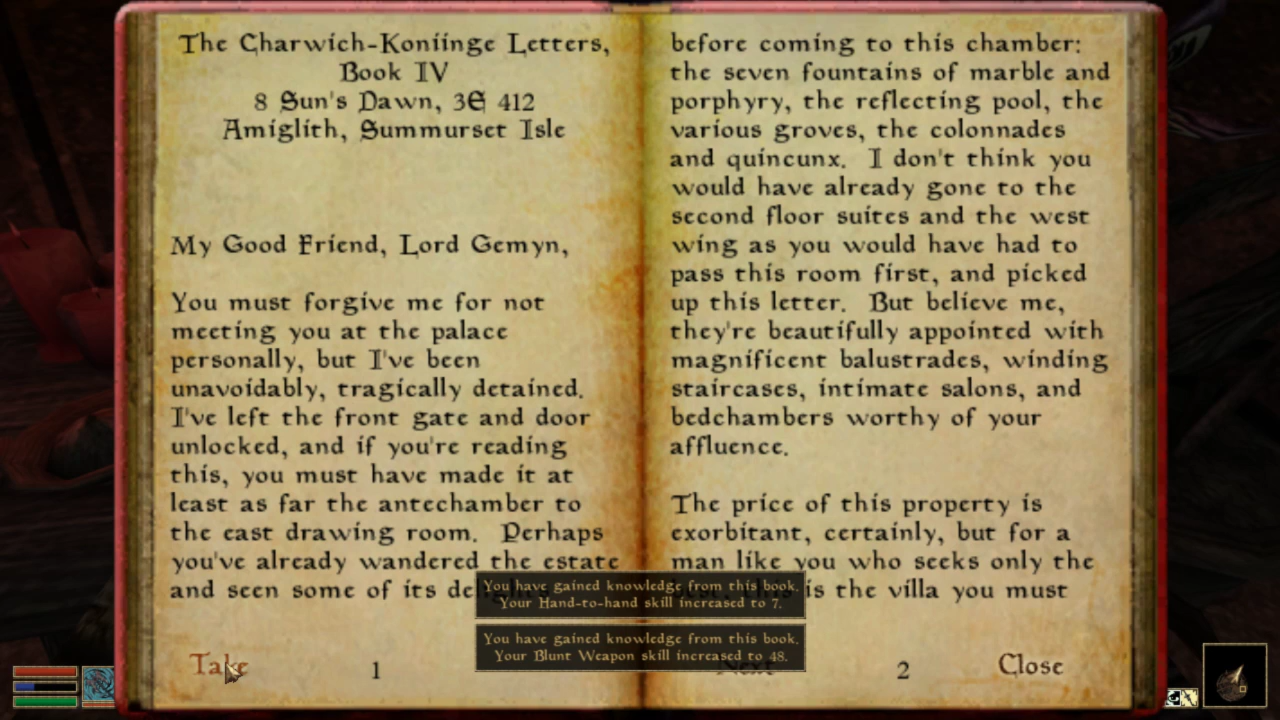 The Charwich-Koniinge Letters,
Book IV
8 Sun's Dawn, 3E 412
Amiglith, Summurset Isle
My Good Friend, Lord Gemyn,
You must forgive me for not
meeting you at the palace
personally, but I've been
unavoidably, tragically detained.
I've left the front gate and door
unlocked, and if you're reading
this, you must have made it at
least as far the antechamber to
the east drawing room. Perhaps
you've already wandered the estate
and seen some of its
before coming to this chamber:
the seven fountains of marble and
porphyry, the reflecting pool, the
various groves, the colonnades
and quincunx. I don't think you
would have already gone to the
second floor suites and the west
wing as you would have had to
pass this room first, and picked
up this letter. But believe me,
they're beautifully appointed with
magnificent balustrades, winding
staircases, intimate salons, and
bedchambers worthy of your
affluence.
The price of this property is
exorbitant, certainly, but for a
man like you who seeks only the
is the villa you must
You have gained knowledge from this book.
Your Hand-to-hand skill increased to 7.
You have gained knowledge from this book.
Your Blunt Weapon skill increased to 48.
Take
1
Next
2
Close